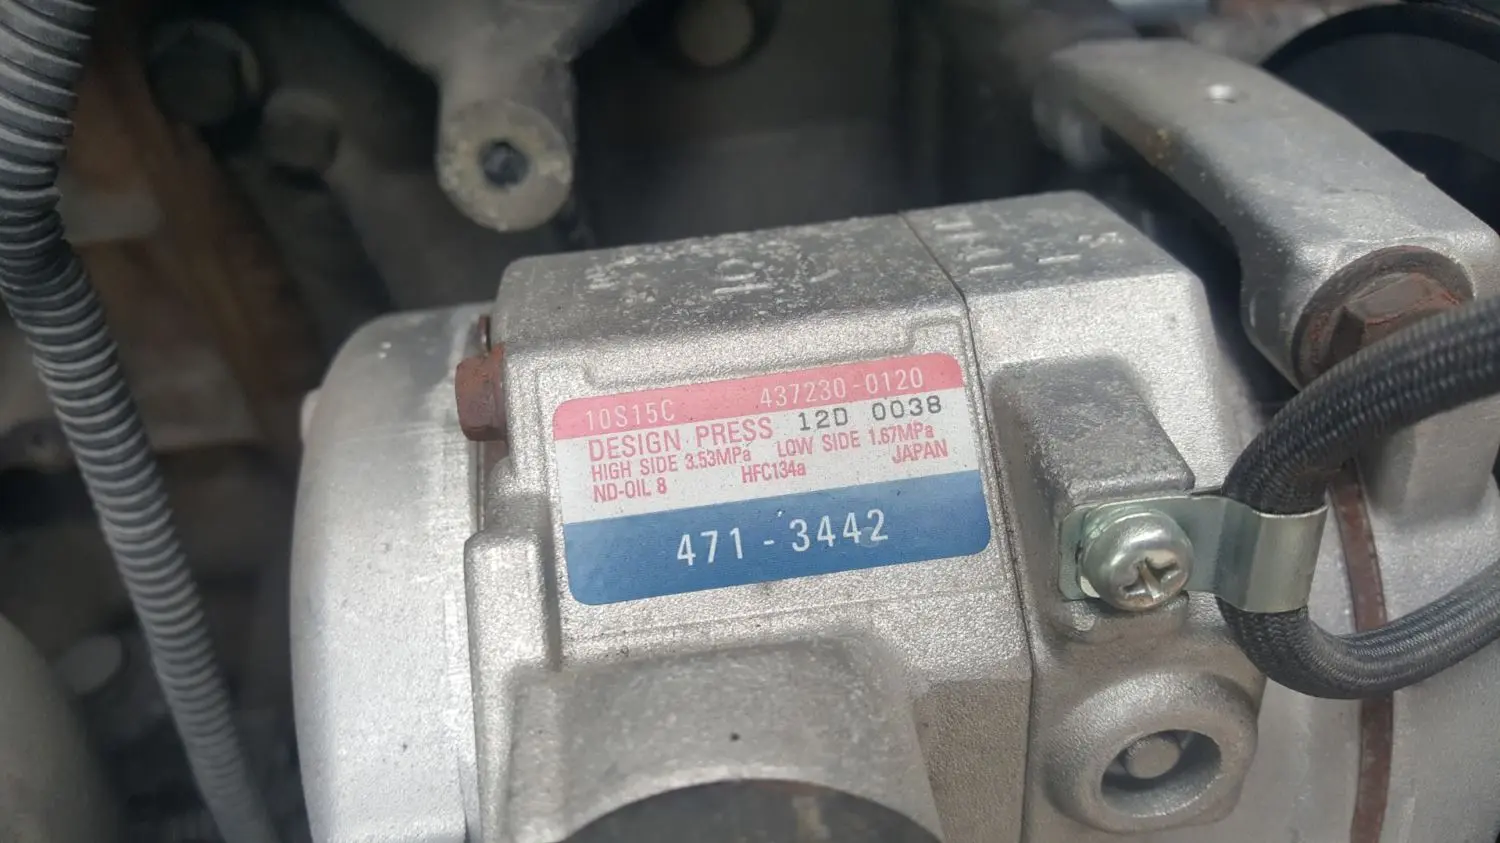 10S15C 437230-0120
DESIGN PRESS 12D 0038
HIGH SIDE 3.53MPa LOW SIDE 1.67MPa
ND-OIL 8 HFC134a JAPAN
471-3442